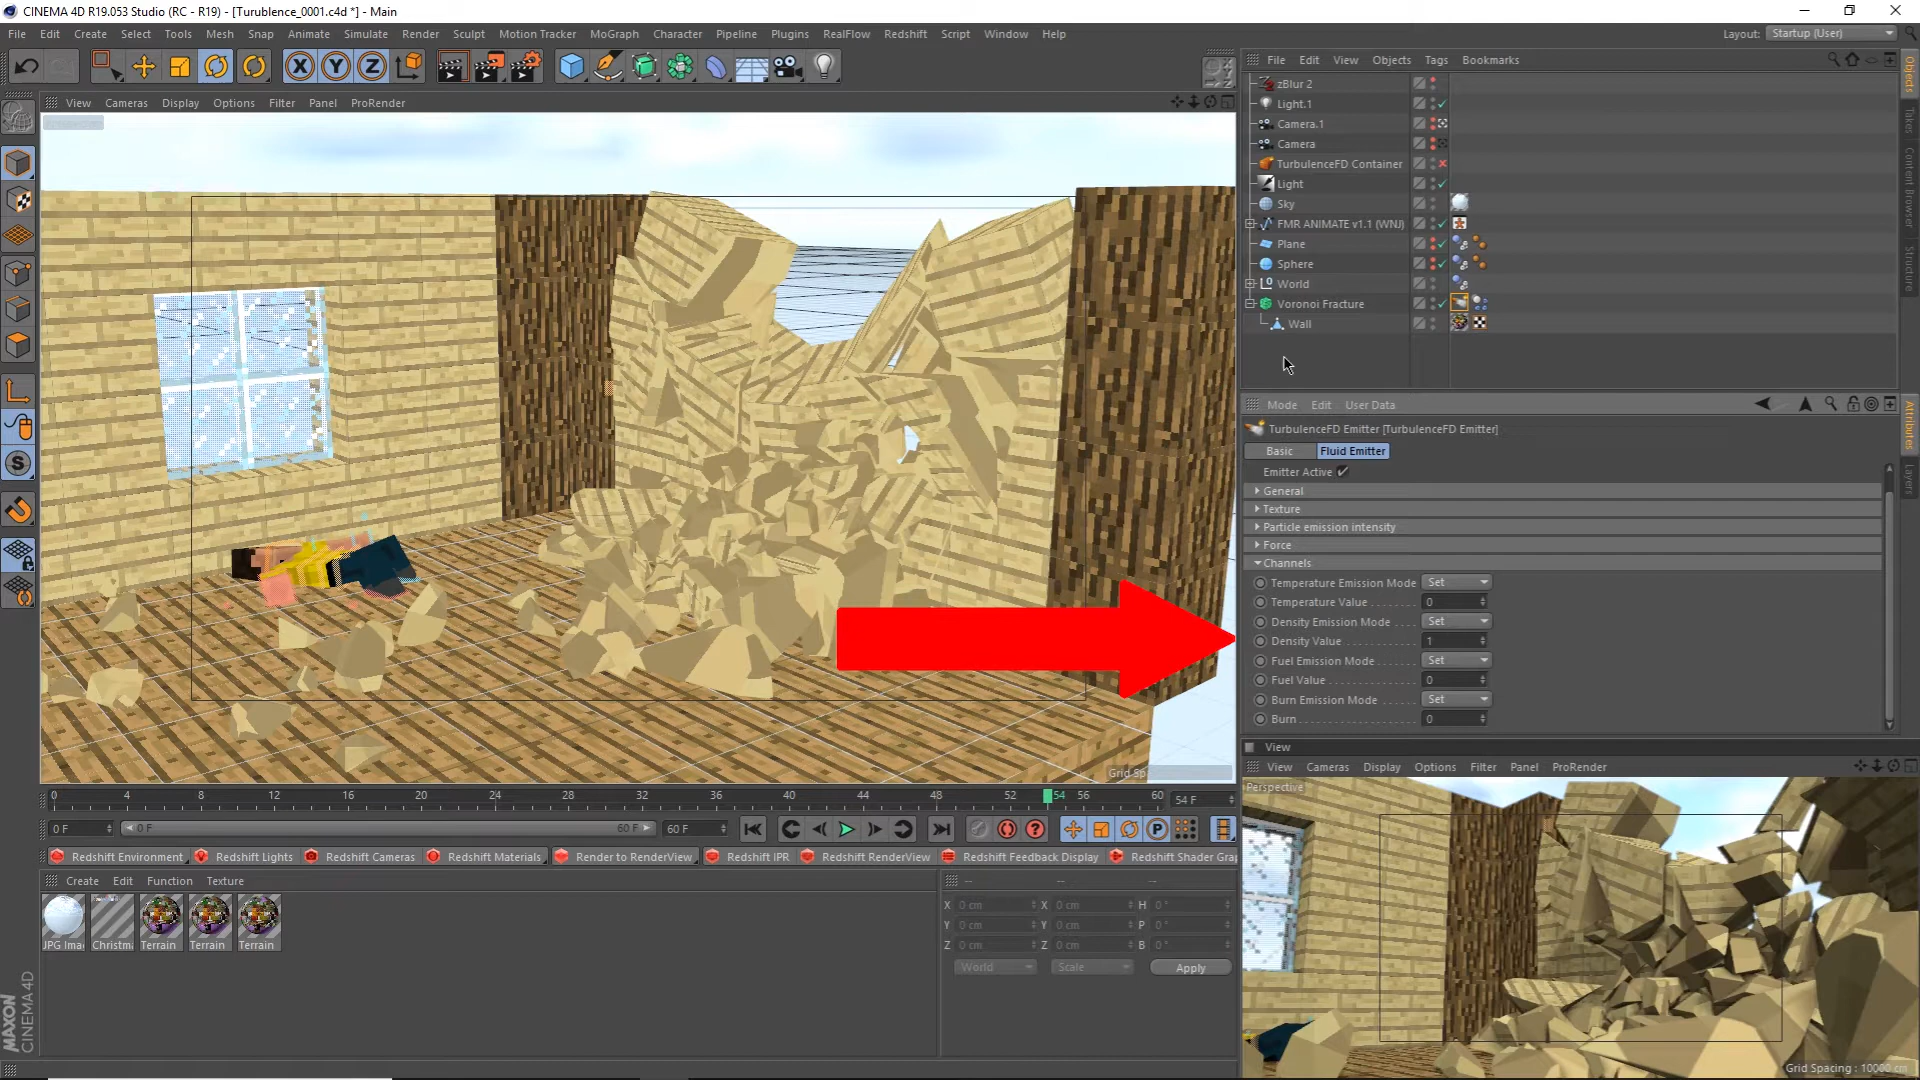 CINEMA 4D R19.053 Studio (RC - R19) - [Turublence_0001.c4d *] - Main
File Edit Create Select Tools Mesh Snap Animate Simulate Render Sculpt Motion Tracker MoGraph Character Pipeline Plugins RealFlow Redshift Script Window Help
Layout: Startup (User)
X Y Z
View Cameras Display Options Filter Panel ProRender
Grid Sp
0 4 8 12 16 20 24 28 32 36 40 44 48 52 54 56 60
54 F
0 F
0 F
60 F
60 F
Redshift Environment Redshift Lights Redshift Cameras Redshift Materials Render to RenderView Redshift IPR Redshift RenderView Redshift Feedback Display Redshift Shader Grap
Create Edit Function Texture
JPG Ima Christm Terrain Terrain Terrain
-- -- --
X 0 cm X 0 cm H 0 °
Y 0 cm Y 0 cm P 0 °
Z 0 cm Z 0 cm B 0 °
World Scale Apply
MAXON CINEMA 4D
File Edit View Objects Tags Bookmarks
zBlur 2
Light.1
Camera.1
Camera
TurbulenceFD Container
Light
Sky
FMR ANIMATE v1.1 (WNJ)
Plane
Sphere
World
Voronoi Fracture
Wall
Objects
Takes
Content Browser
Structure
Mode Edit User Data
TurbulenceFD Emitter [TurbulenceFD Emitter]
Basic Fluid Emitter
Emitter Active
General
Texture
Particle emission intensity
Force
Channels
Temperature Emission Mode Set
Temperature Value 0
Density Emission Mode Set
Density Value 1
Fuel Emission Mode Set
Fuel Value 0
Burn Emission Mode Set
Burn 0
Attributes
Layers
View
View Cameras Display Options Filter Panel ProRender
Perspective
Grid Spacing : 10000 cm